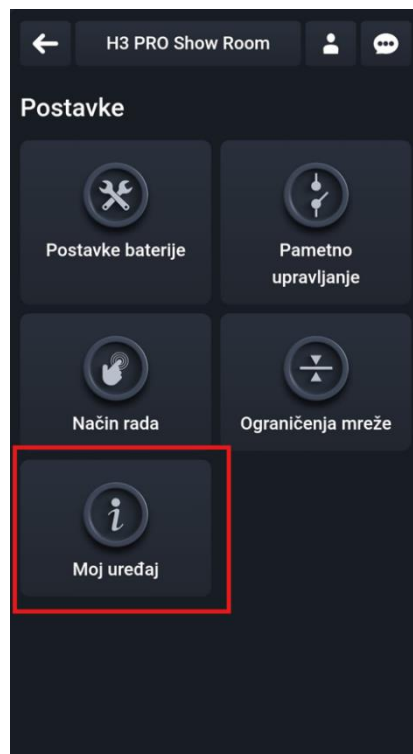 H3 PRO Show Room
Postavke
Postavke baterije
Pametno
upravljanje
Način rada
Ograničenja mreže
Moj uređaj